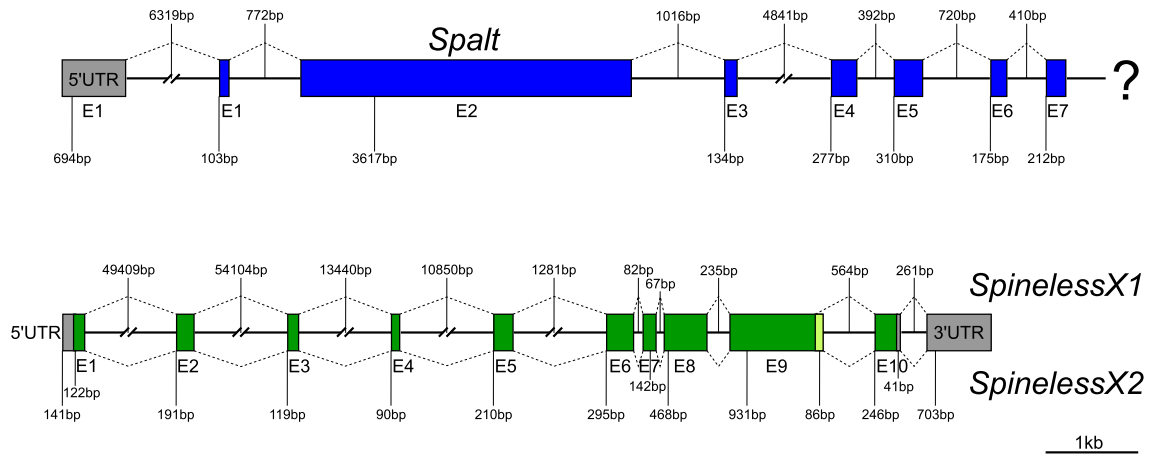 6319bp 772bp 1016bp 4841bp 392bp 720bp 410bp
Spalt
5'UTR ?
E1 E1 E2 E3 E4 E5 E6 E7
694bp 103bp 3617bp 134bp 277bp 310bp 175bp 212bp
49409bp 54104bp 13440bp 10850bp 1281bp 82bp 235bp 564bp 261bp
67bp SpinelessX1
5'UTR 3'UTR
E1 E2 E3 E4 E5 E6 E7 E8 E9 E10
122bp 142bp 41bp SpinelessX2
141bp 191bp 119bp 90bp 210bp 295bp 468bp 931bp 86bp 246bp 703bp
1kb